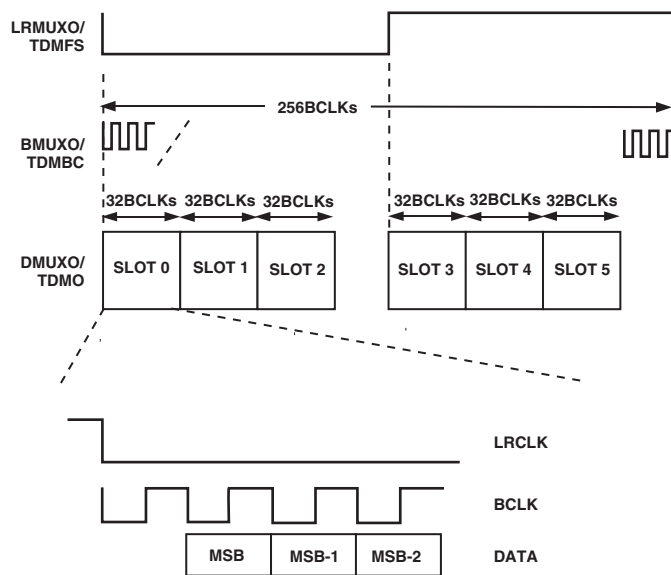 LRMUXO/
TDMFS
256BCLKs
BMUXO/
TDMBC
32BCLKs 32BCLKs 32BCLKs 32BCLKs 32BCLKs 32BCLKs
DMUXO/
TDMO
SLOT 0 SLOT 1 SLOT 2 SLOT 3 SLOT 4 SLOT 5
LRCLK
BCLK
MSB MSB-1 MSB-2 DATA